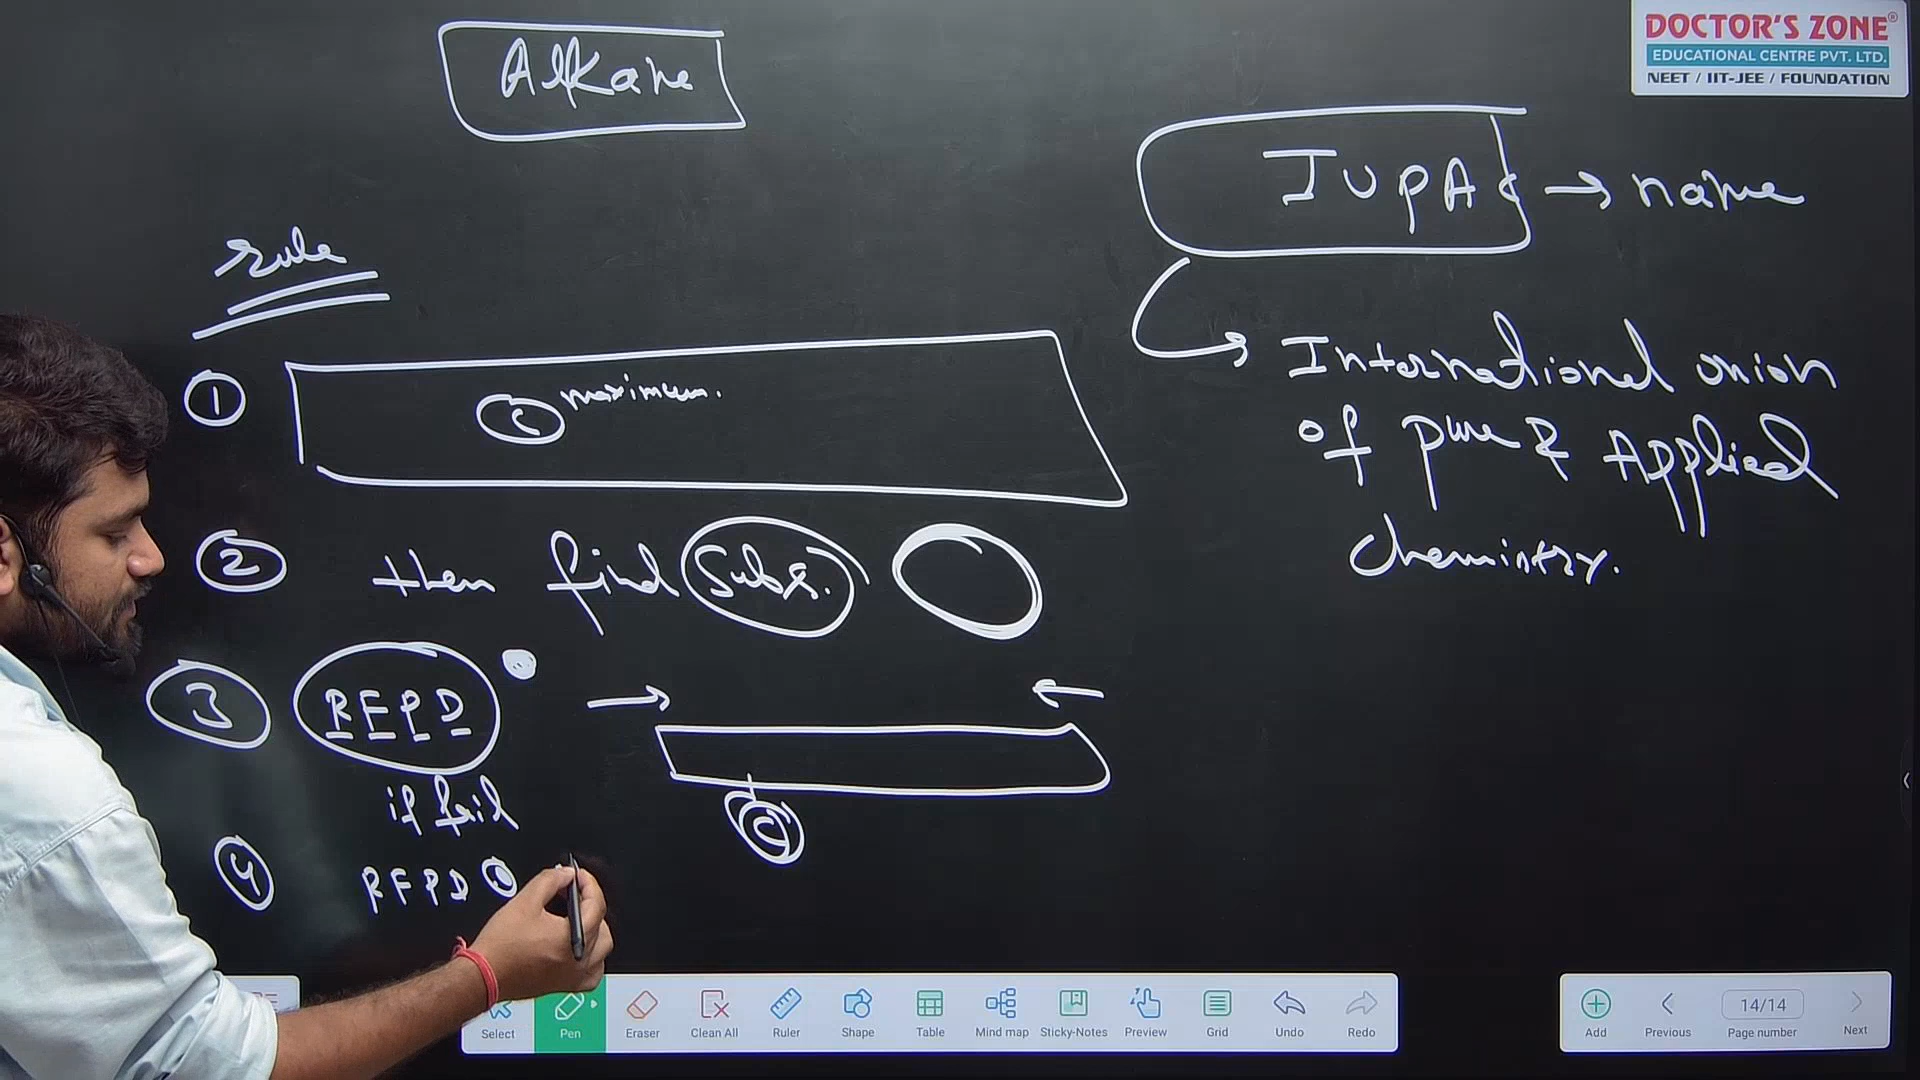 DOCTOR'S ZONE®
EDUCATIONAL CENTRE PVT. LTD.
NEET / IIT-JEE / FOUNDATION
Alkane
IUPAC → name
rule
International union
of pure & Applied
chemistry.
① C maximum.
② then find Subs.
③ RFPD
if fail
④ RFPD
Select
Pen
Eraser
Clean All
Ruler
Shape
Table
Mind map
Sticky-Notes
Preview
Grid
Undo
Redo
Add
Previous
14/14
Page number
Next